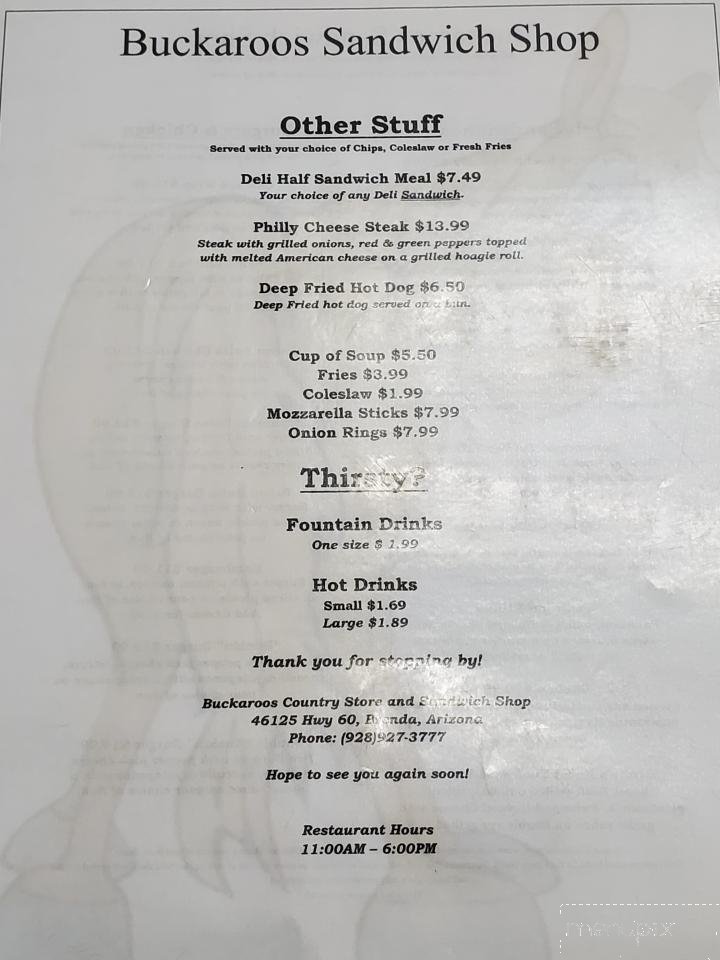 Buckaroos Sandwich Shop
Other Stuff
Served with your choice of Chips, Coleslaw or Fresh Fries
Deli Half Sandwich Meal $7.49
Your choice of any Deli Sandwich.
Philly Cheese Steak $13.99
Steak with grilled onions, red & green peppers topped
with melted American cheese on a grilled hoagie roll.
Deep Fried Hot Dog $6.50
Deep Fried hot dog served on a bun.
Cup of Soup $5.50
Fries $3.99
Coleslaw $1.99
Mozzarella Sticks $7.99
Onion Rings $7.99
Thirsty?
Fountain Drinks
One size $ 1.99
Hot Drinks
Small $1.69
Large $1.89
Thank you for stopping by!
Buckaroos Country Store and Sandwich Shop
46125 Hwy 60, Arizona
Phone: (928)927-3777
Hope to see you again soon!
Restaurant Hours
11:00AM – 6:00PM
menupix